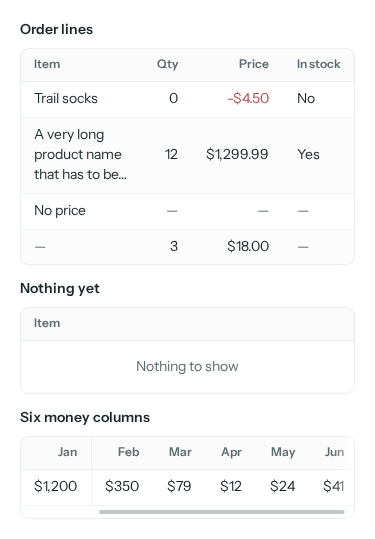 Order lines
Item Qty Price In stock
Trail socks 0 -$4.50 No
A very long
product name
that has to be... 12 $1,299.99 Yes
No price — — —
— 3 $18.00 —
Nothing yet
Item
Nothing to show
Six money columns
Jan Feb Mar Apr May Jun
$1,200 $350 $79 $12 $24 $41